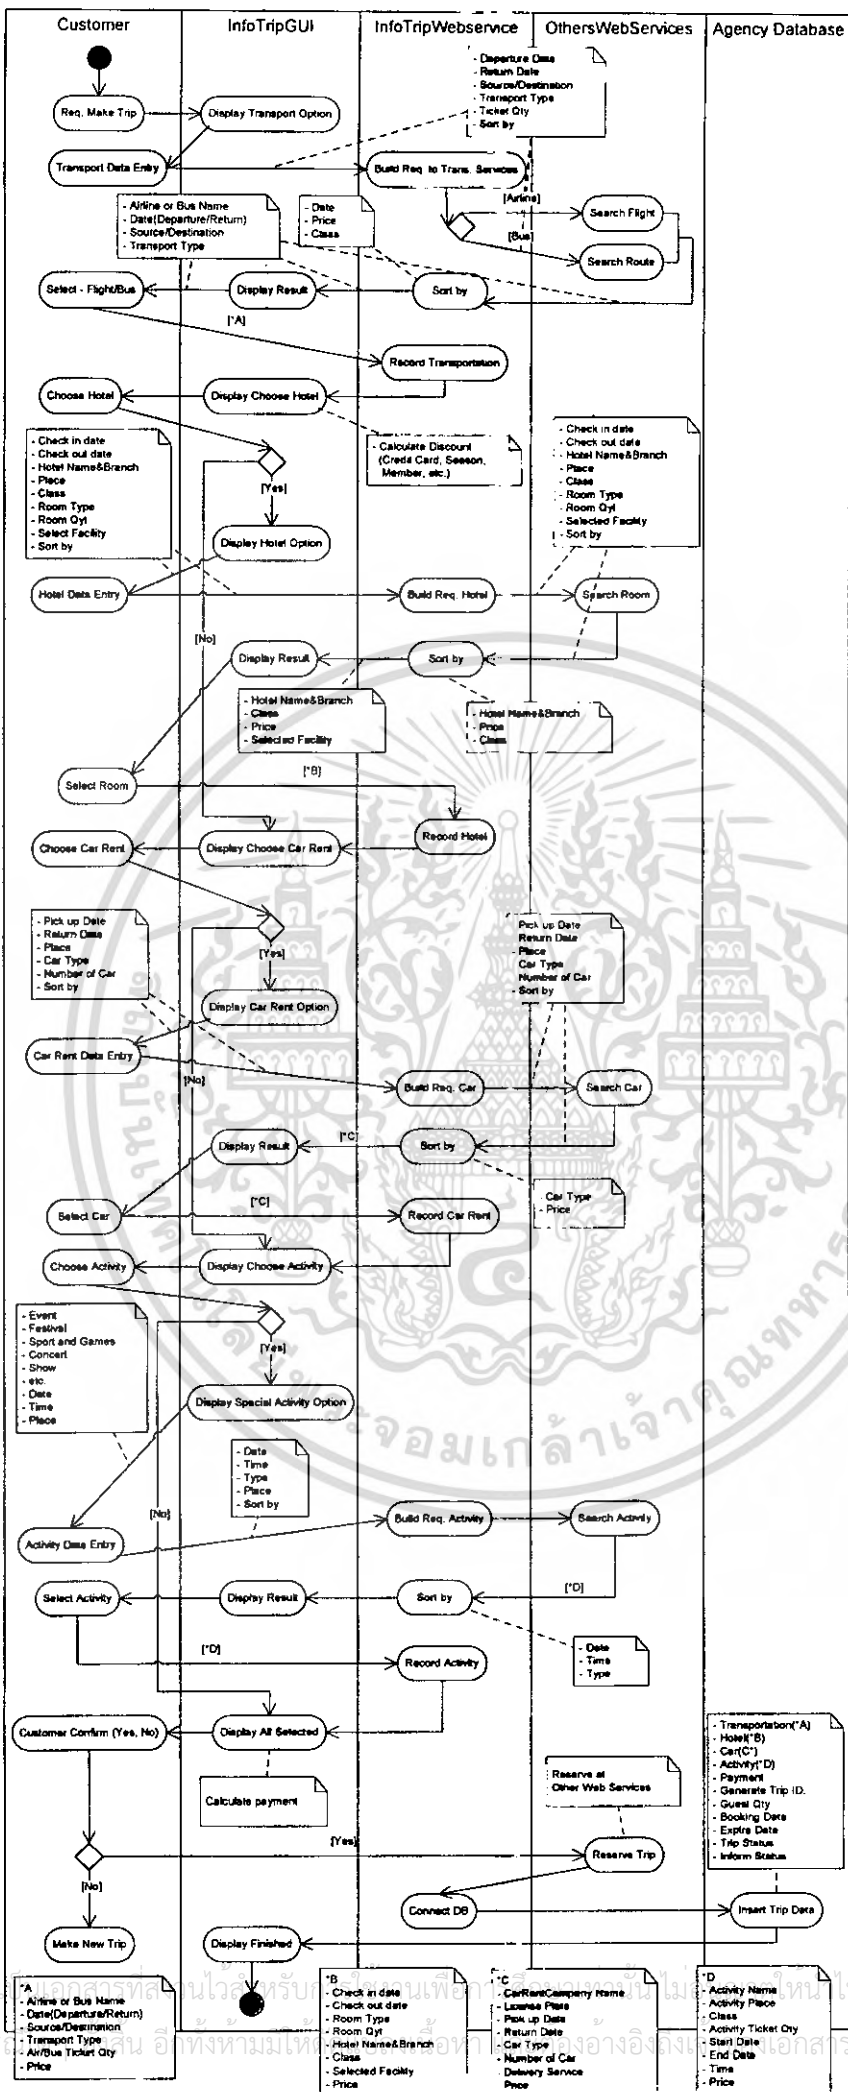 Customer
InfoTripGUI
InfoTripWebservice
OthersWebServices
Agency Database
- Departure Date
- Return Date
- Source/Destination
- Transport Type
- Ticket Qty
- Sort by
Req. Make Trip
Display Transport Option
Transport Data Entry
Build Req. to Trans. Services
[Airline]
[Bus]
Search Flight
Search Route
- Airline or Bus Name
- Date(Departure/Return)
- Source/Destination
- Transport Type
- Date
- Price
- Class
Select - Flight/Bus
Display Result
Sort by
[*A]
Record Transportation
Choose Hotel
Display Choose Hotel
- Calculate Discount
(Credit Card, Season,
Member, etc.)
- Check in date
- Check out date
- Hotel Name&Branch
- Place
- Class
- Room Type
- Room Qyt
- Select Facility
- Sort by
- Check in date
- Check out date
- Hotel Name&Branch
- Place
- Class
- Room Type
- Room Qyt
- Selected Facility
- Sort by
[Yes]
Display Hotel Option
Hotel Data Entry
Build Req. Hotel
Search Room
[No]
Display Result
Sort by
- Hotel Name&Branch
- Class
- Price
- Selected Facility
- Hotel Name&Branch
- Price
- Class
Select Room
[*B]
Record Hotel
Choose Car Rent
Display Choose Car Rent
- Pick up Date
- Return Date
- Place
- Car Type
- Number of Car
- Sort by
Pick up Date
Return Date
- Place
Car Type
Number of Car
- Sort by
[Yes]
Display Car Rent Option
Car Rent Data Entry
[No]
Build Req. Car
Search Car
Display Result
[*C]
Sort by
- Car Type
- Price
Select Car
[*C]
Record Car Rent
Choose Activity
Display Choose Activity
- Event
- Festival
- Sport and Games
- Concert
- Show
- etc.
- Date
- Time
- Place
[Yes]
Display Special Activity Option
- Date
- Time
- Type
- Place
- Sort by
[No]
Activity Data Entry
Build Req. Activity
Search Activity
Select Activity
Display Result
Sort by
[*D]
[*D]
Record Activity
- Date
- Time
- Type
Customer Confirm (Yes, No)
Display All Selected
Calculate payment
Reserve at
Other Web Services
- Transportation(*A)
- Hotel(*B)
- Car(C*)
- Activity(*D)
- Payment
- Generate Trip ID.
- Guest Qty
- Booking Date
- Expire Date
- Trip Status
- Inform Status
[Yes]
Reserve Trip
[No]
Connect DB
Insert Trip Data
Make New Trip
Display Finished
*A
- Airline or Bus Name
- Date(Departure/Return)
- Source/Destination
- Transport Type
- Air/Bus Ticket Qty
- Price
*B
- Check in date
- Check out date
- Room Type
- Room Qyt
- Hotel Name&Branch
- Class
- Selected Facility
- Price
*C
- CarRentCompany Name
- License Plate
- Pick up Date
- Return Date
- Car Type
- Number of Car
- Delivery Service
- Price
*D
- Activity Name
- Activity Place
- Class
- Activity Ticket Qty
- Start Date
- End Date
- Time
- Price